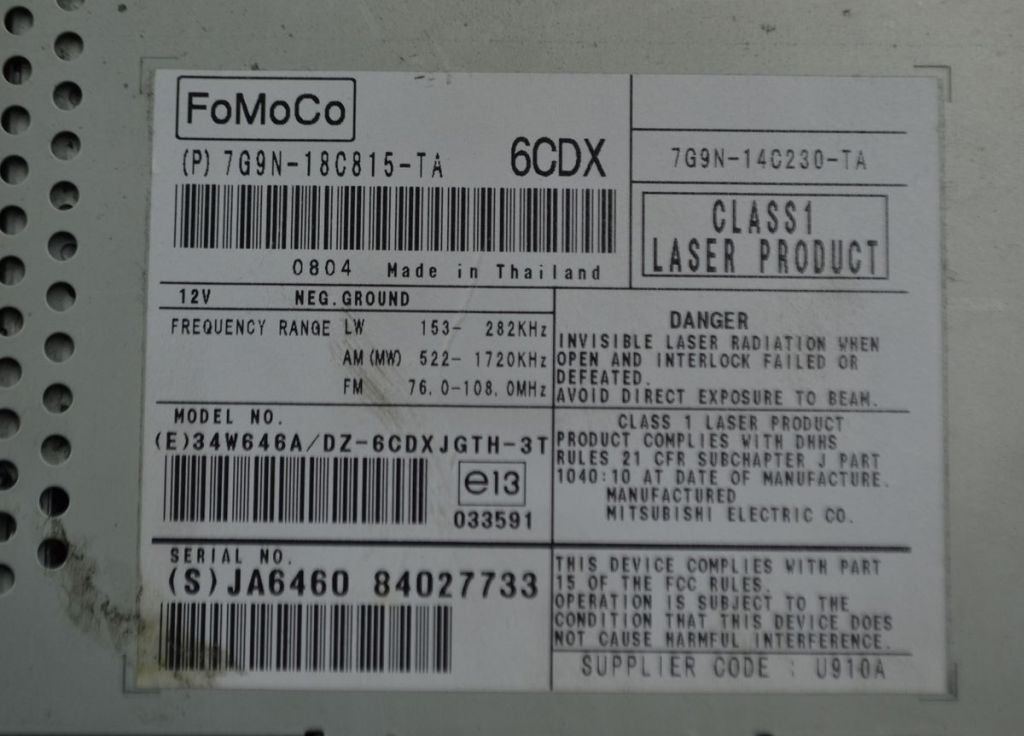 FoMoCo
(P) 7G9N-18C815-TA 6CDX
0804 Made in Thailand
7G9N-14C230-TA
CLASS1
LASER PRODUCT
12V NEG.GROUND
FREQUENCY RANGE LW 153- 282KHz
AM (MW) 522- 1720KHz
FM 76.0-108.0MHz
DANGER
INVISIBLE LASER RADIATION WHEN
OPEN AND INTERLOCK FAILED OR
DEFEATED.
AVOID DIRECT EXPOSURE TO BEAM.
MODEL NO.
(E)34W646A/DZ-6CDXJGTH-3T
e13
033591
CLASS 1 LASER PRODUCT
PRODUCT COMPLIES WITH DHHS
RULES 21 CFR SUBCHAPTER J PART
1040:10 AT DATE OF MANUFACTURE.
MANUFACTURED
MITSUBISHI ELECTRIC CO.
SERIAL NO.
(S)JA6460 84027733
THIS DEVICE COMPLIES WITH PART
15 OF THE FCC RULES.
OPERATION IS SUBJECT TO THE
CONDITION THAT THIS DEVICE DOES
NOT CAUSE HARMFUL INTERFERENCE.
SUPPLIER CODE : U910A